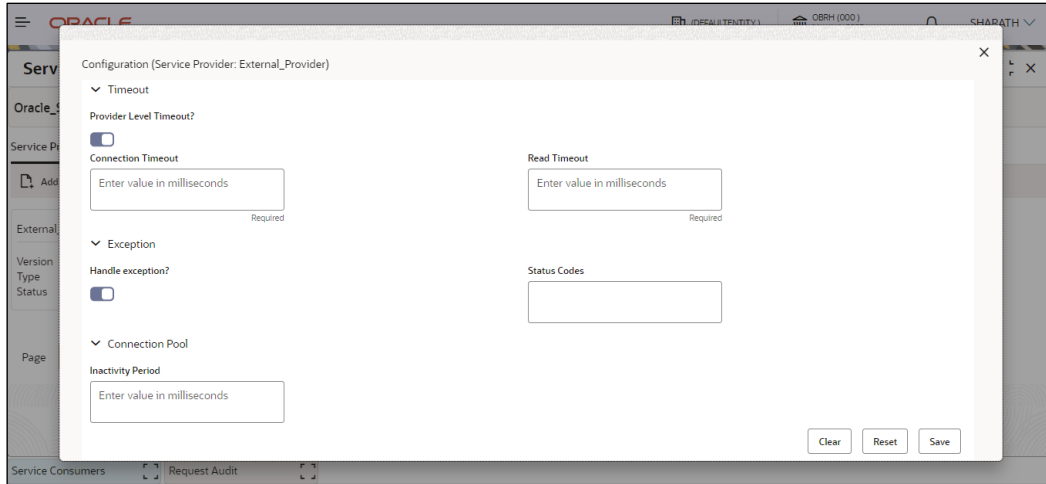 ORACLE
(DEFAULTENTITY)
OBRH (000)
SHARATH
Serv
Configuration (Service Provider: External_Provider)
Timeout
Oracle_S
Provider Level Timeout?
Service Pr
Connection Timeout
Read Timeout
Add
Enter value in milliseconds
Enter value in milliseconds
Required
Required
External_
Exception
Version
Handle exception?
Status Codes
Type
Status
Connection Pool
Page
Inactivity Period
Enter value in milliseconds
Clear
Reset
Save
Service Consumers
Request Audit